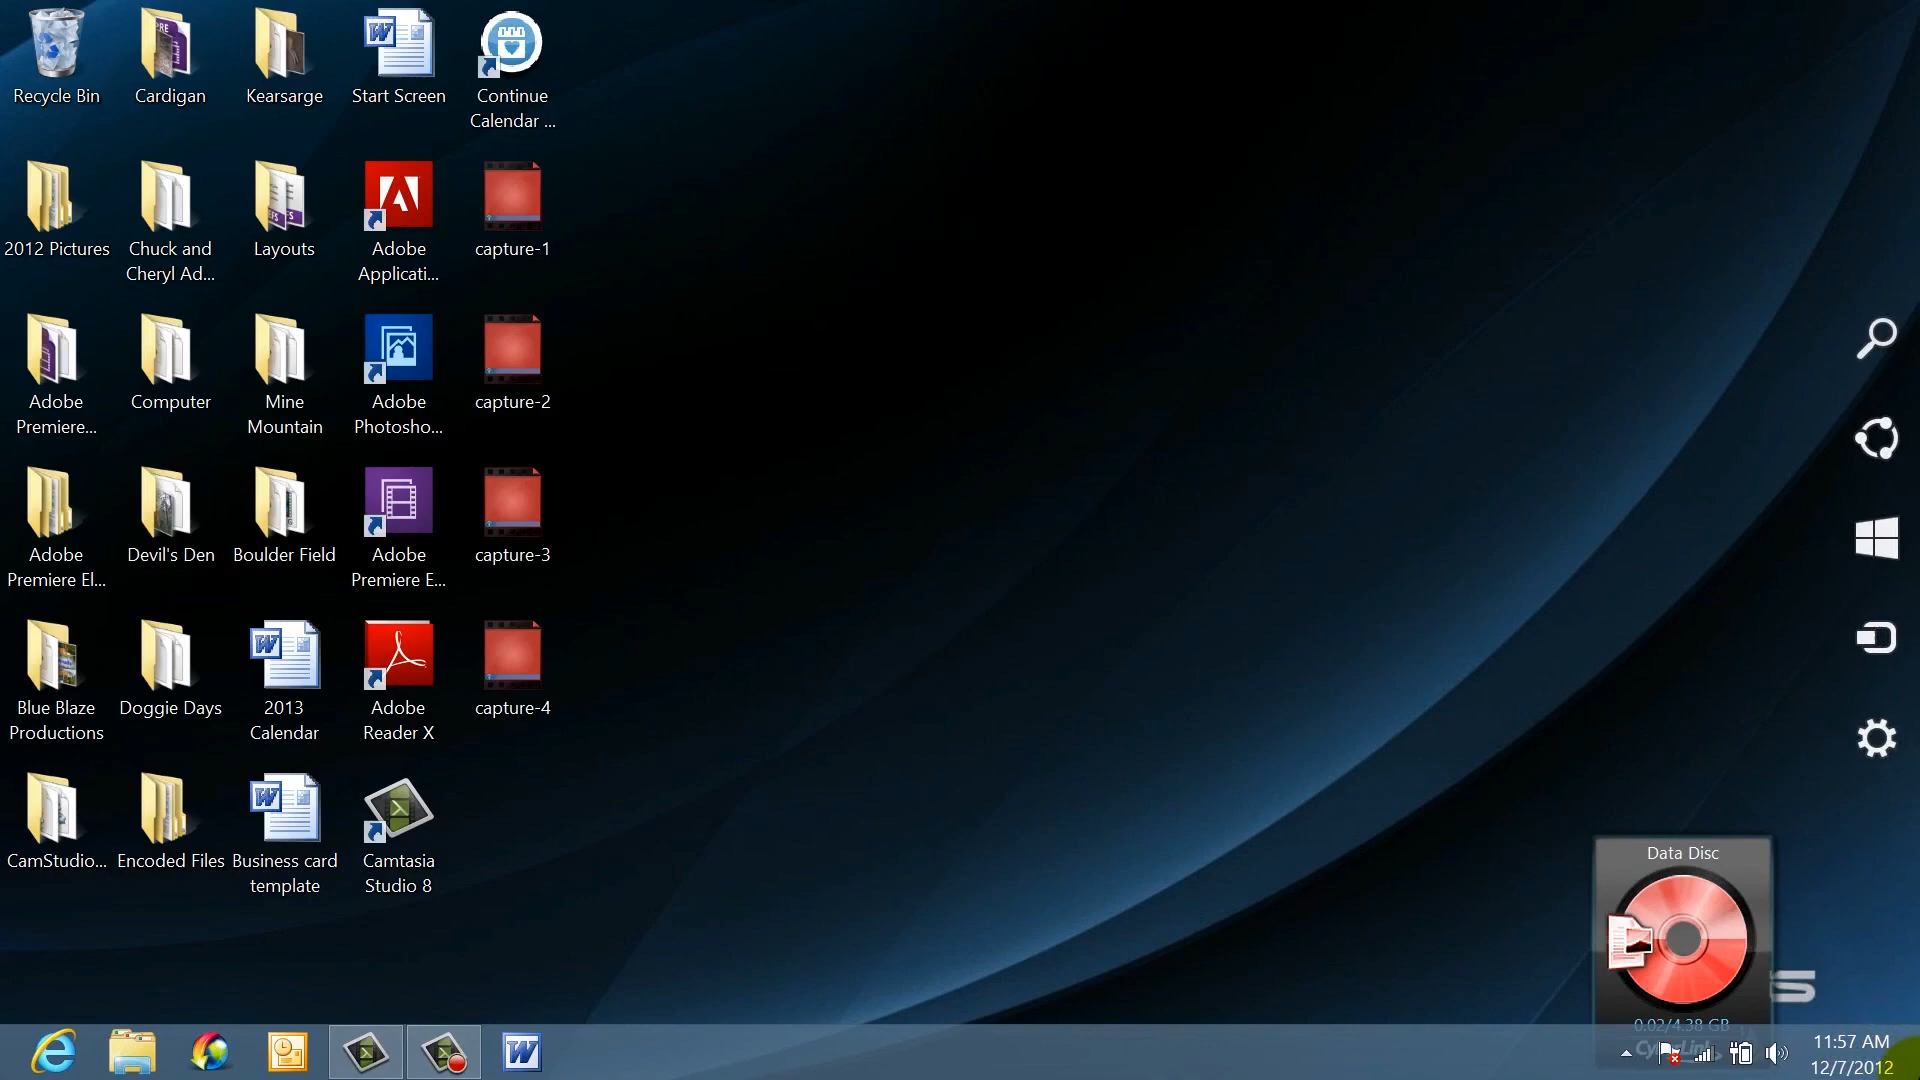 Recycle Bin
Cardigan
Kearsarge
Start Screen
Continue
Calendar ...
2012 Pictures
Chuck and
Cheryl Ad...
Layouts
Adobe
Applicati...
capture-1
Adobe
Premiere...
Computer
Mine
Mountain
Adobe
Photosho...
capture-2
Adobe
Premiere El...
Devil's Den
Boulder Field
Adobe
Premiere E...
capture-3
Blue Blaze
Productions
Doggie Days
2013
Calendar
Adobe
Reader X
capture-4
CamStudio...
Encoded Files
Business card
template
Camtasia
Studio 8
Data Disc
0.02/4.38 GB
11:57 AM
12/7/2012